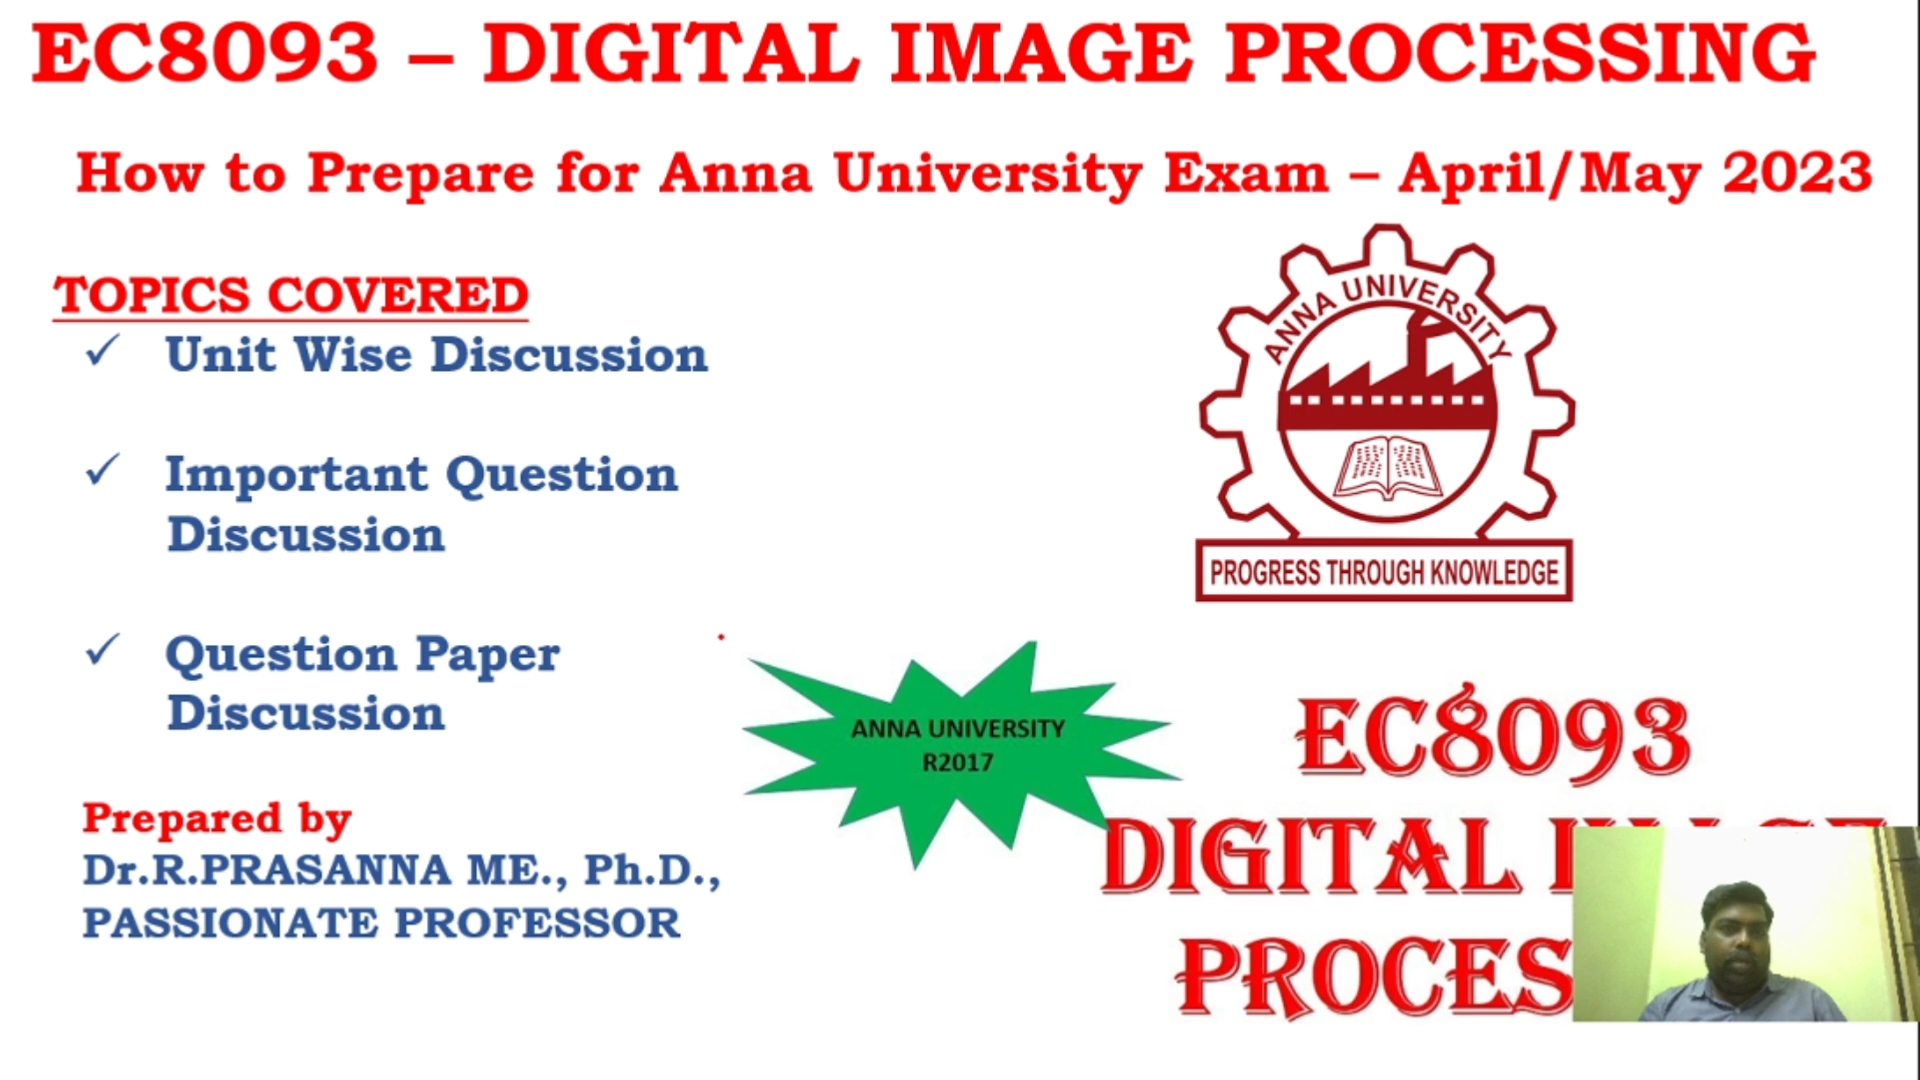 EC8093 – DIGITAL IMAGE PROCESSING
How to Prepare for Anna University Exam – April/May 2023
TOPICS COVERED
✓ Unit Wise Discussion
✓ Important Question
Discussion
✓ Question Paper
Discussion
Prepared by
Dr.R.PRASANNA ME., Ph.D.,
PASSIONATE PROFESSOR
ANNA UNIVERSITY
PROGRESS THROUGH KNOWLEDGE
ANNA UNIVERSITY
R2017
EC8093
DIGITAL